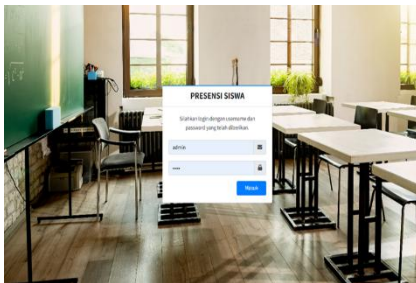 PRESENSI SISWA
Silahkan login dengan username dan
password yang telah diberikan.
admin
••••
Masuk